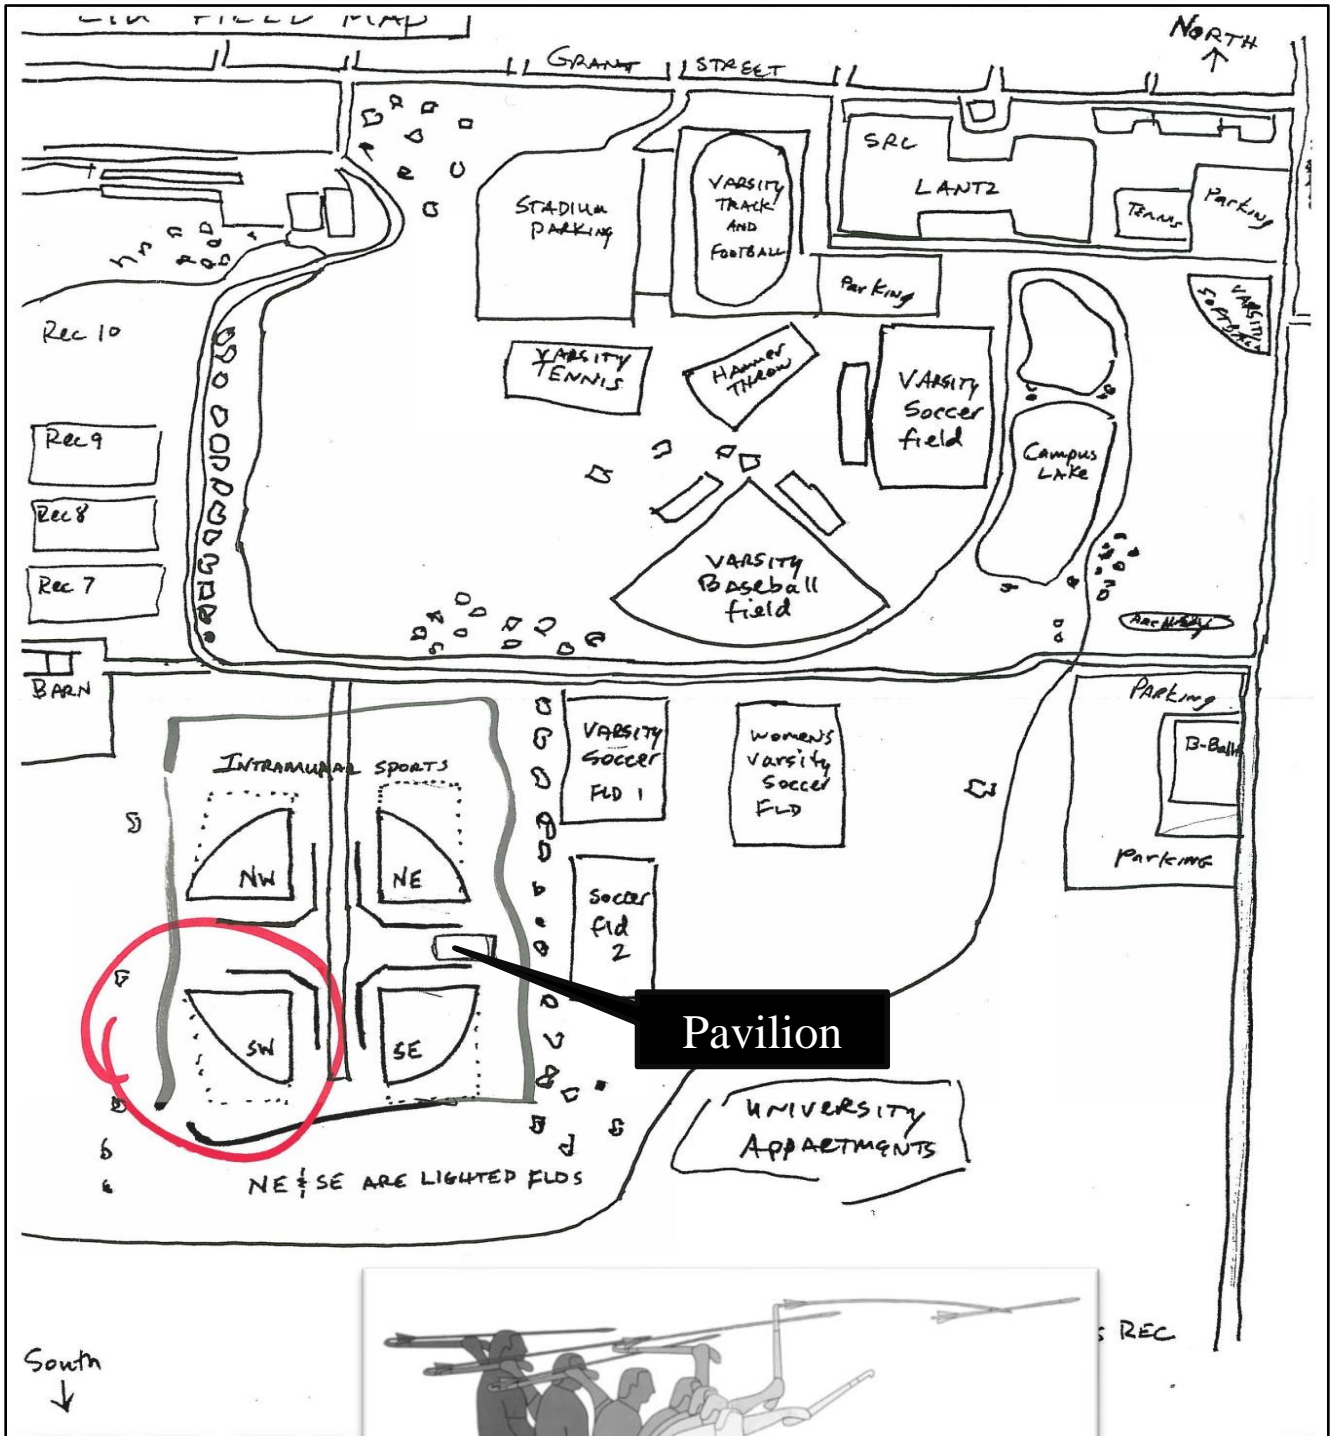 FIELD MAP
NORTH
GRANT STREET
SRC
LANTZ
VARSITY
TRACK
AND
FOOTBALL
STADIUM
PARKING
TENNIS
Parking
Parking
VARSITY
SOFTBALL
Rec 10
VARSITY
TENNIS
HAMMER
THROW
VARSITY
Soccer
field
Campus
LAKE
Rec 9
Rec 8
Rec 7
VARSITY
BAseball
field
ARCHERY
BARN
PARKING
B-Ball
VARSITY
Soccer
FLD 1
womens
varsity
Soccer
FLD
INTRAMURAL SPORTS
NW
NE
Parking
Soccer
fld
2
SW
SE
Pavilion
UNIVERSITY
APPARTMENTS
NE & SE ARE LIGHTED FLDS
REC
South